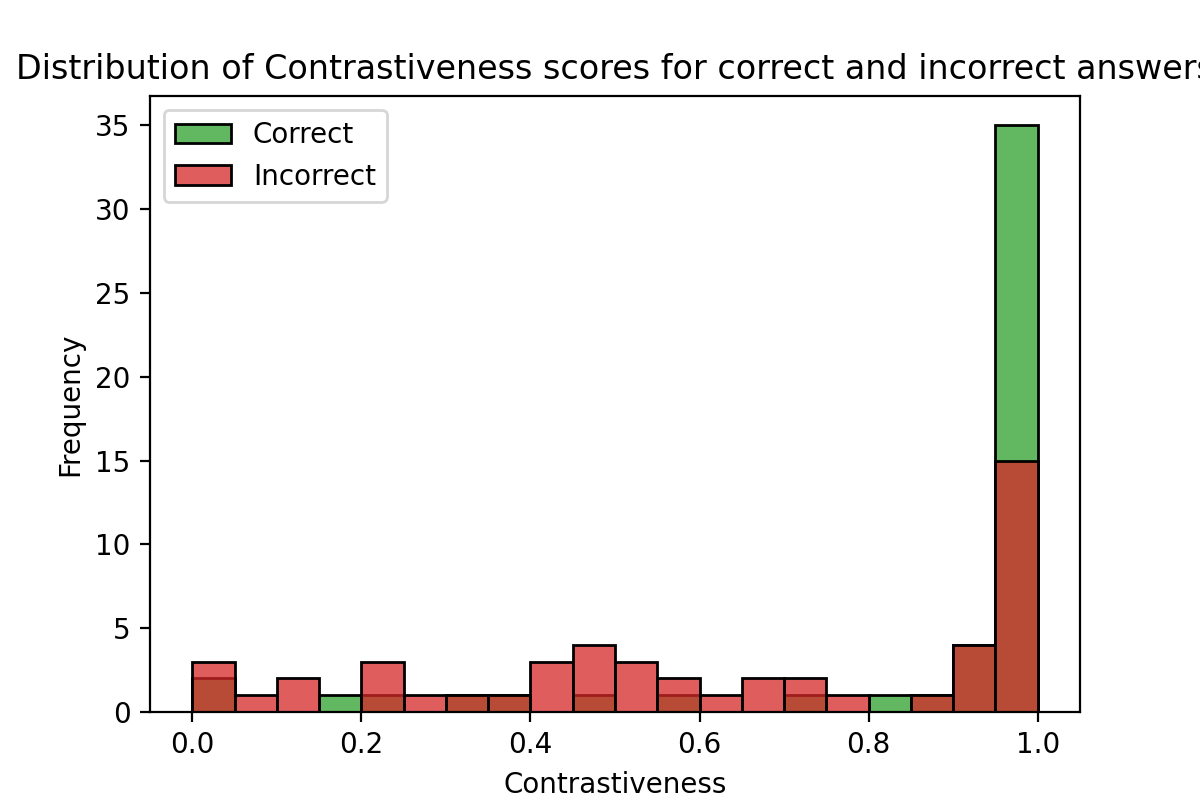 Distribution of Contrastiveness scores for correct and incorrect answers
Correct
Incorrect
35
30
25
20
15
10
5
0
Frequency
0.0 0.2 0.4 0.6 0.8 1.0
Contrastiveness